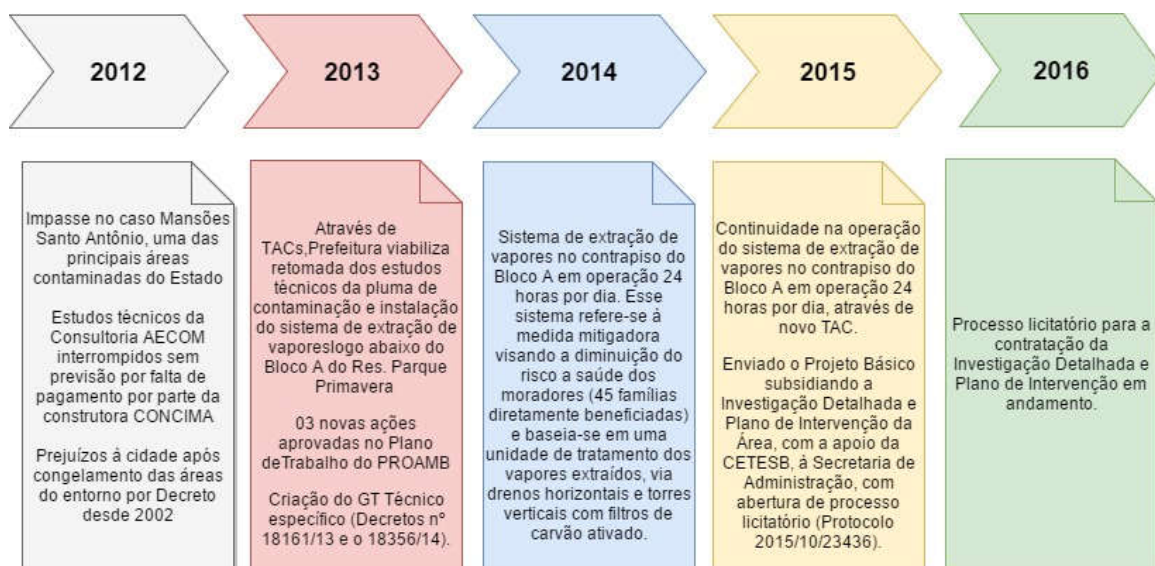 2012
2013
2014
2015
2016
Impasse no caso Mansões
Santo Antônio, uma das
principais áreas
contaminadas do Estado
Estudos técnicos da
Consultoria AECOM
interrompidos sem
previsão por falta de
pagamento por parte da
construtora CONCIMA
Prejuízos á cidade após
congelamento das áreas
do entorno por Decreto
desde 2002
Através de
TACs,Prefeitura viabiliza
retomada dos estudos
técnicos da pluma de
contaminação e instalação
do sistema de extração de
vaporeslogo abaixo do
Bloco A do Res. Parque
Primavera
03 novas ações
aprovadas no Plano
deTrabalho do PROAMB
Criação do GT Técnico
específico (Decretos nº
18161/13 e o 18356/14).
Sistema de extração de
vapores no contrapiso do
Bloco A em operação 24
horas por dia. Esse
sistema refere-se á
medida mitigadora
visando a diminuição do
risco a saúde dos
moradores (45 famílias
diretamente beneficiadas)
e baseia-se em uma
unidade de tratamento dos
vapores extraídos, via
drenos horizontais e torres
verticais com filtros de
carvão ativado.
Continuidade na operação
do sistema de extração de
vapores no contrapiso do
Bloco A em operação 24
horas por dia, através de
novo TAC.
Enviado o Projeto Básico
subsidiando a
Investigação Detalhada e
Plano de Intervenção da
Área, com a apoio da
CETESB, á Secretaria de
Administração, com
abertura de processo
licitatório (Protocolo
2015/10/23436).
Processo licitatório para a
contratação da
Investigação Detalhada e
Plano de Intervenção em
andamento.